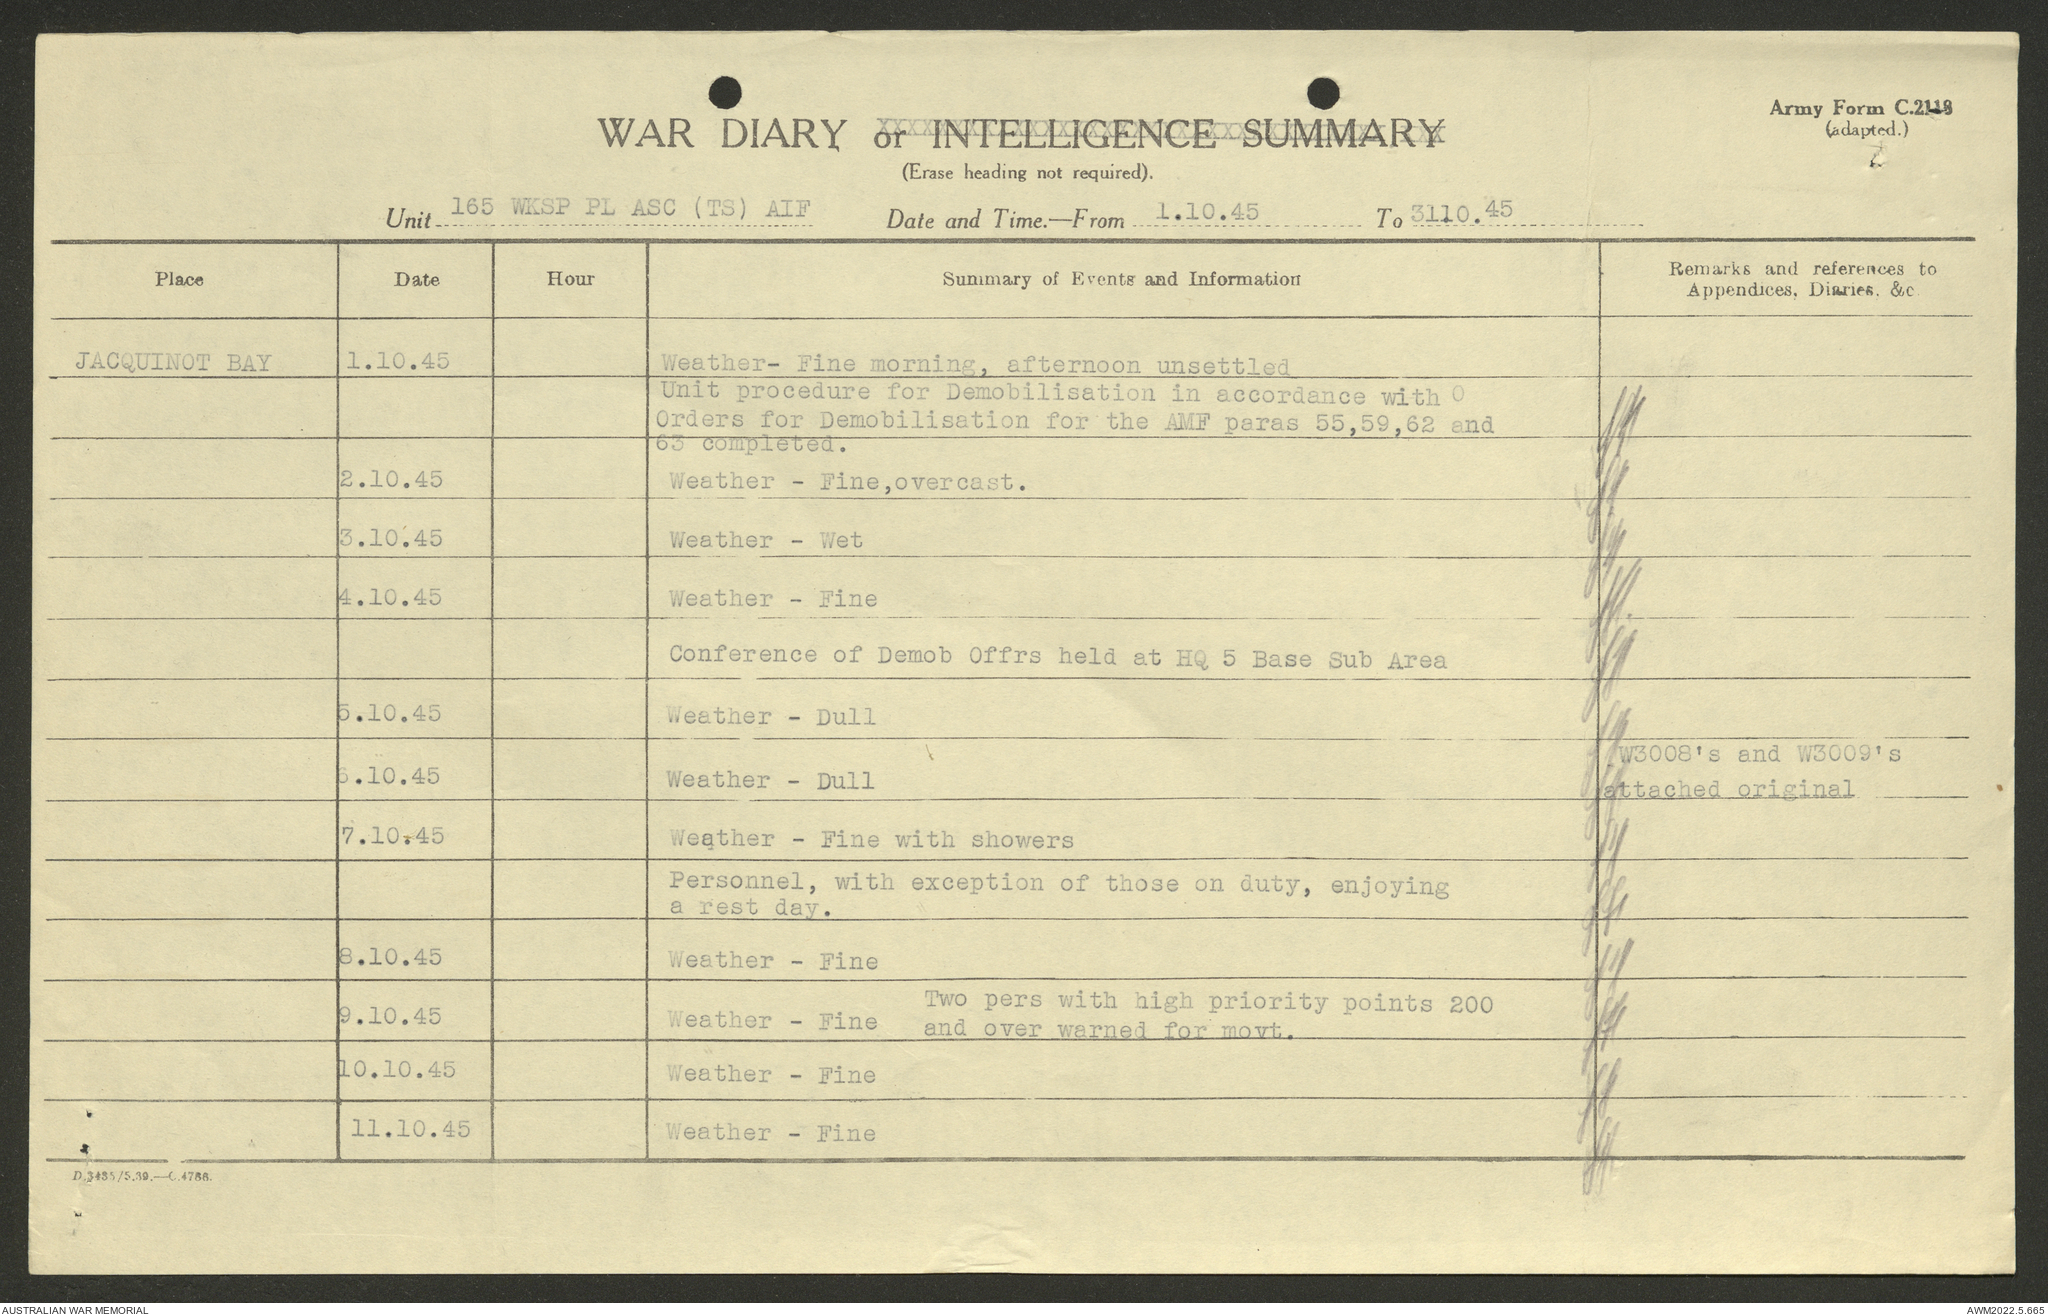 Army Form C.2118
(adapted.)
WAR DIARY or INTELLIGENCE SUMMARY
(Erase heading not required).
Unit 165 WKSP PL ASC (TS) AIF Date and Time.—From 1.10.45 To 3110.45
Place Date Hour Summary of Events and Information Remarks and references to
Appendices, Diaries, &c.
JACQUINOT BAY 1.10.45 Weather- Fine morning, afternoon unsettled
Unit procedure for Demobilisation in accordance with O
Orders for Demobilisation for the AMF paras 55,59,62 and
63 completed.
2.10.45 Weather - Fine,overcast.
3.10.45 Weather - Wet
4.10.45 Weather - Fine
Conference of Demob Offrs held at HQ 5 Base Sub Area
5.10.45 Weather - Dull
W3008's and W3009's
6.10.45 Weather - Dull attached original
7.10.45 Weather - Fine with showers
Personnel, with exception of those on duty, enjoying
a rest day.
8.10.45 Weather - Fine
Two pers with high priority points 200
9.10.45 Weather - Fine and over warned for movt.
10.10.45 Weather - Fine
11.10.45 Weather - Fine
D.3435/5.39.—C.4786.
AUSTRALIAN WAR MEMORIAL AWM2022.5.665